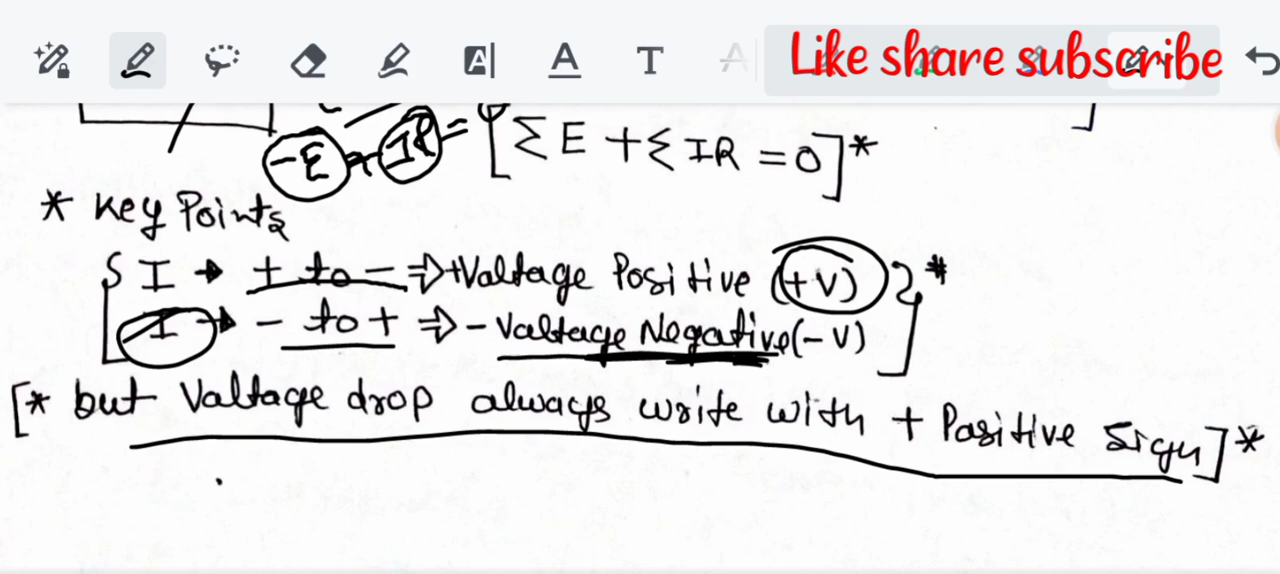 A A T A Like share subscribe
-E + IR = [ΣE + ΣIR = 0]*
* Key Points
{ I → + to - ⇒ +Valtage Positive (+V) }*
I → - to + ⇒ - Valtage Negative(-V)
[* but Valtage drop always write with + Pasitive Sign]*